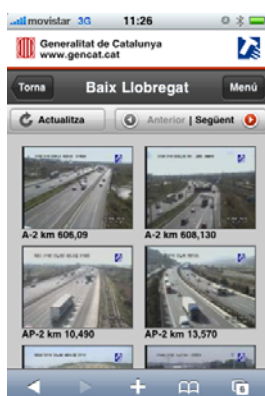 movistar 3G 11:26
Generalitat de Catalunya
www.gencat.cat
Torna Baix Llobregat Menú
Actualitza Anterior | Següent
A-2 km 606,09 A-2 km 608,130
AP-2 km 10,490 AP-2 km 13,570
6